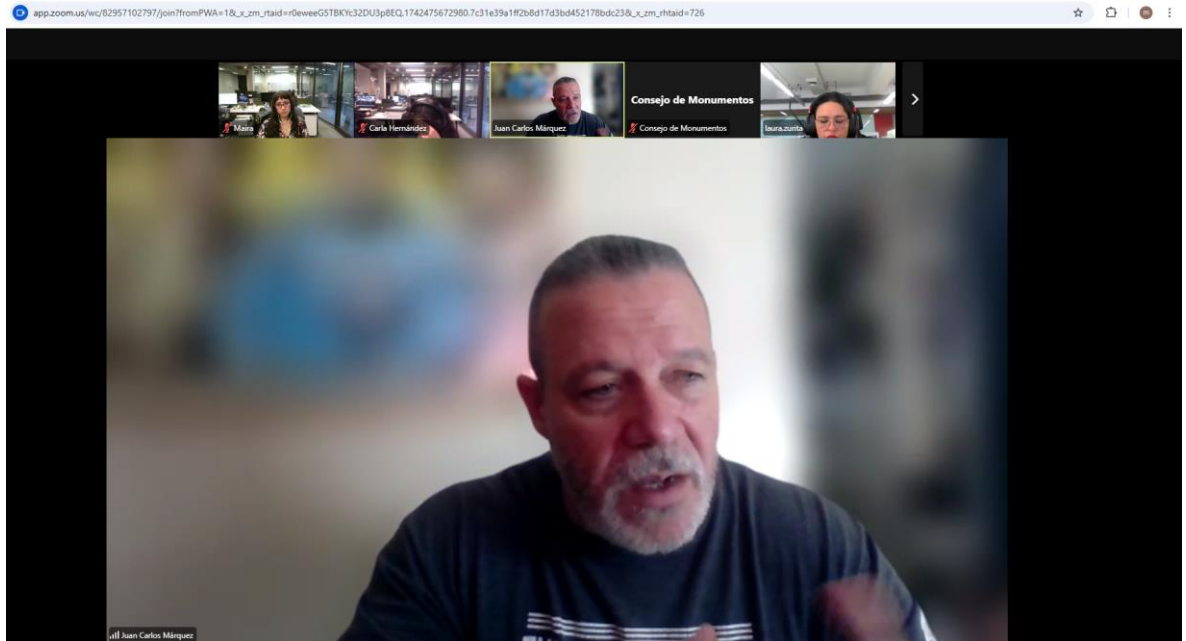 app.zoom.us/wc/82957102797/join?fromPWA=1&_x_zm_rtaid=r0eweeG5TBKYc32DU3p8EQ.1742475672980.7c31e39a1ff2b8d17d3bd452178bdc23&_x_zm_rhtaid=726
Consejo de Monumentos
Maira
Carla Hernández
Juan Carlos Márquez
Consejo de Monumentos
laura.zunta
Juan Carlos Márquez